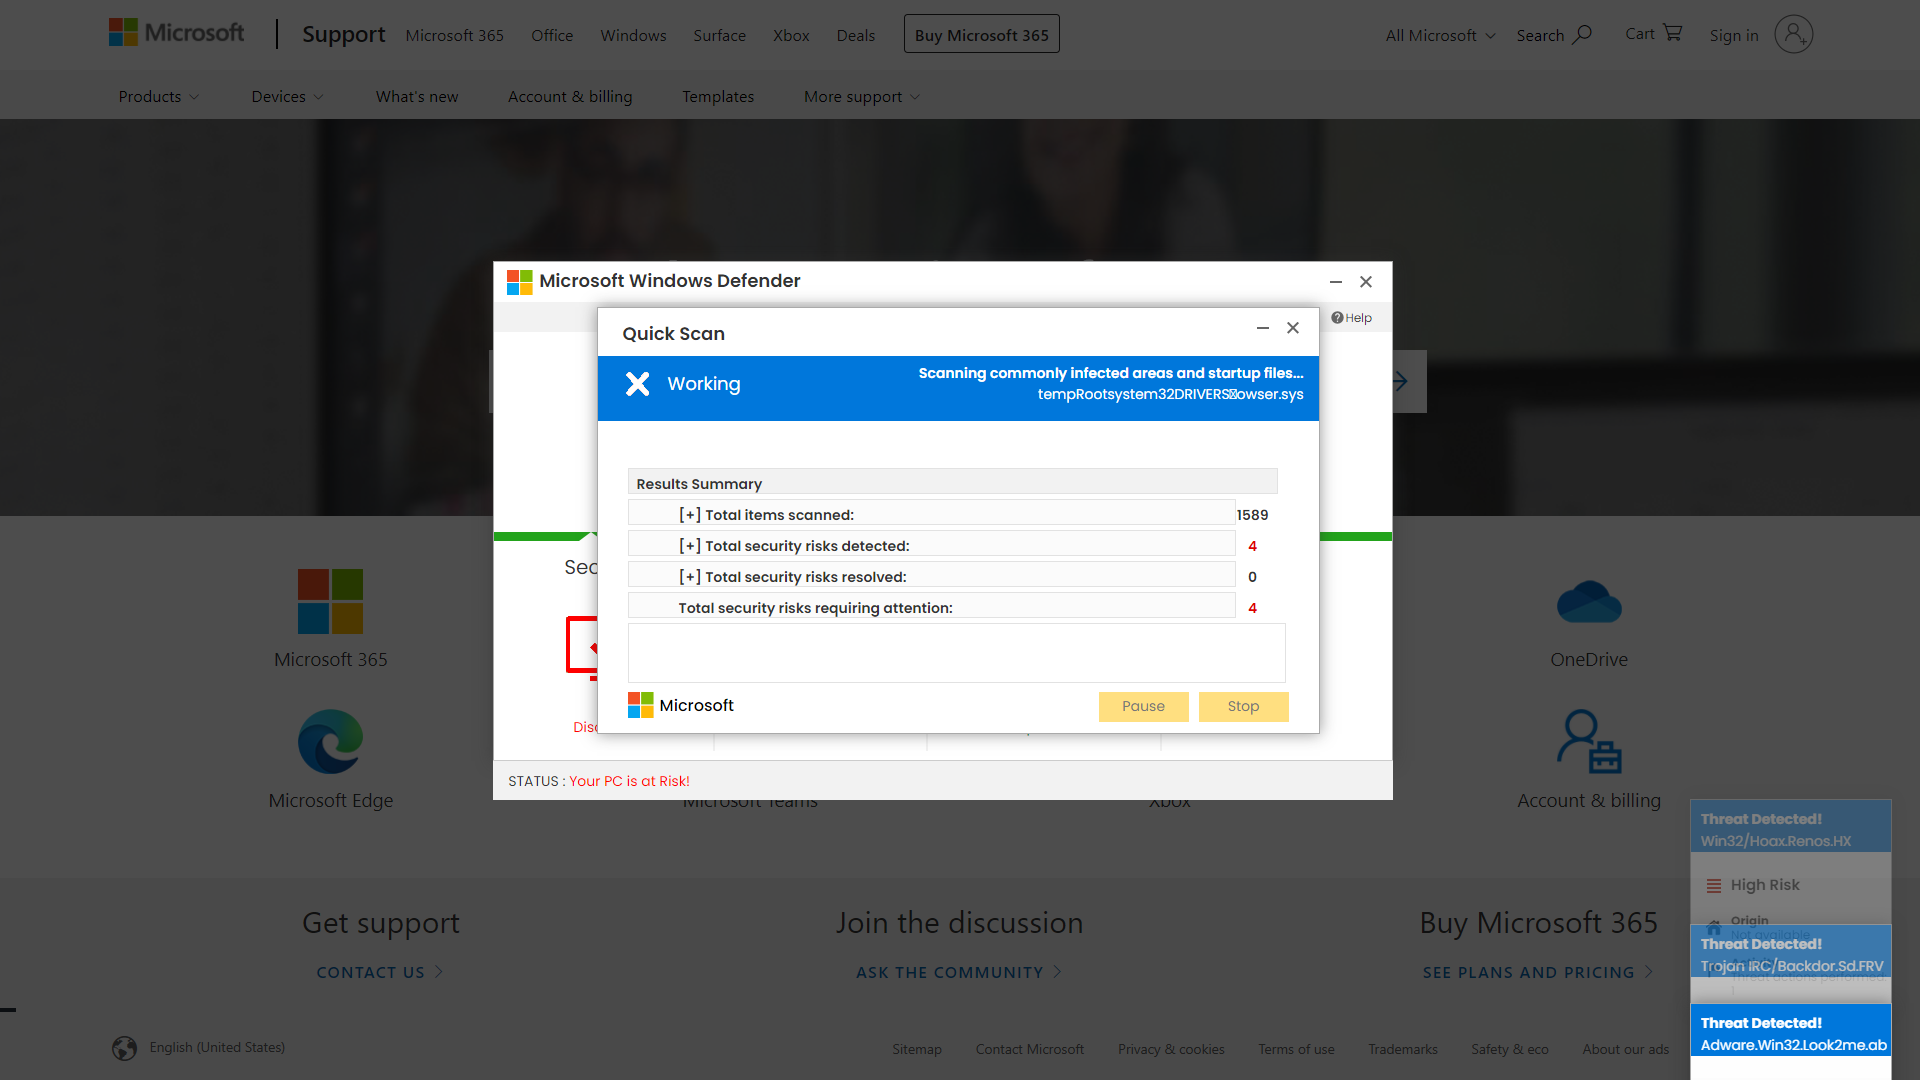 Microsoft
Support
Microsoft 365
Office
Windows
Surface
Xbox
Deals
Buy Microsoft 365
All Microsoft
Search
Cart
Sign in
Products
Devices
What's new
Account & billing
Templates
More support
Microsoft Windows Defender
Help
Quick Scan
Working
Scanning commonly infected areas and startup files...
Results Summary
[+] Total items scanned:
1589
[+] Total security risks detected:
4
[+] Total security risks resolved:
0
Total security risks requiring attention:
4
Microsoft
Pause
Stop
STATUS : Your PC is at Risk!
Microsoft 365
OneDrive
Microsoft Edge
Microsoft Teams
Xbox
Account & billing
Threat Detected!
Win32/Hoax.Renos.HX
High Risk
Origin
Not available
Threat Detected!
Trojan IRC/Backdor.Sd.FRV
Threat actions performed
Threat Detected!
Adware.Win32.Look2me.ab
Get support
CONTACT US
Join the discussion
ASK THE COMMUNITY
Buy Microsoft 365
SEE PLANS AND PRICING
English (United States)
Sitemap
Contact Microsoft
Privacy & cookies
Terms of use
Trademarks
Safety & eco
About our ads